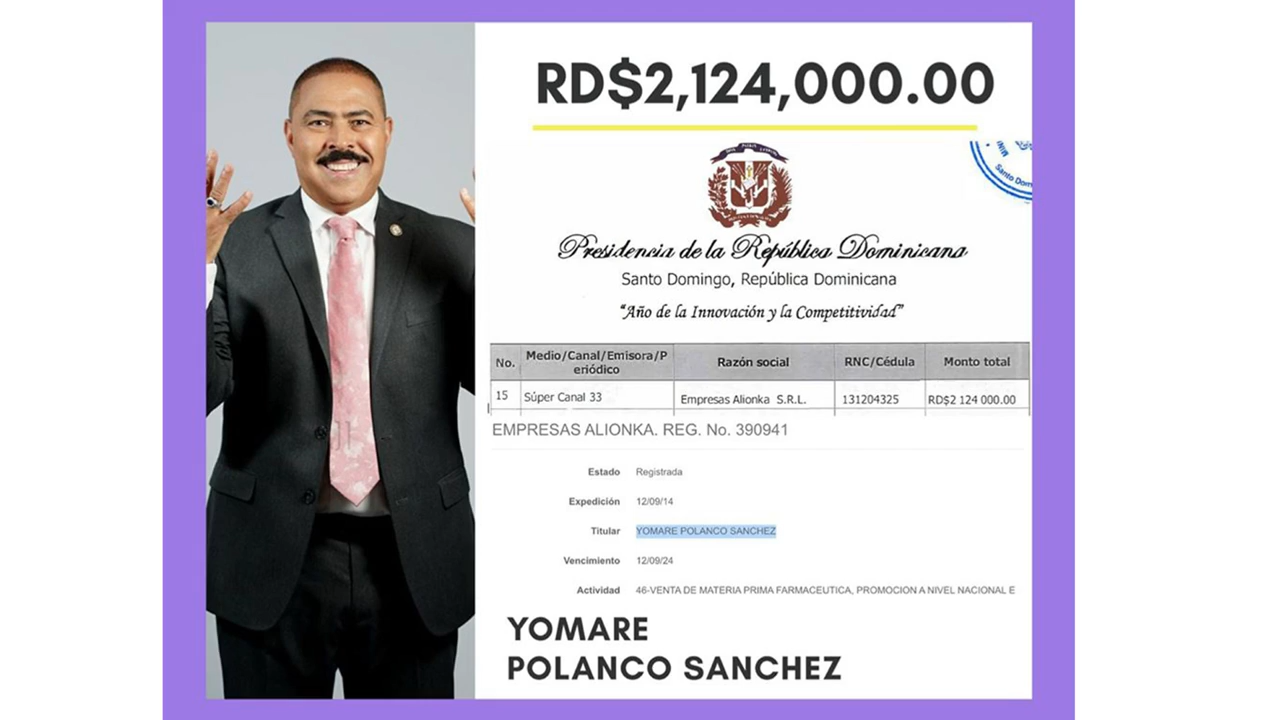 RD$2,124,000.00
Santo Dom
Presidencia de la República Dominicana
Santo Domingo, República Dominicana
“Año de la Innovación y la Competitividad”
No. Medio/Canal/Emisora/P Razón social RNC/Cédula Monto total
eriódico
15 Súper Canal 33 Empresas Alionka S.R.L. 131204325 RD$2 124 000.00
EMPRESAS ALIONKA. REG. No. 390941
Estado Registrada
Expedición 12/09/14
Titular YOMARE POLANCO SANCHEZ
Vencimiento 12/09/24
Actividad 46-VENTA DE MATERIA PRIMA FARMACEUTICA, PROMOCION A NIVEL NACIONAL E
YOMARE
POLANCO SANCHEZ